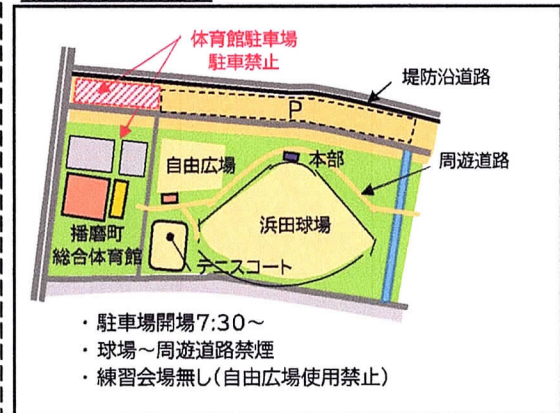 体育館駐車場
駐車禁止
堤防沿道路
P
自由広場
本部
周遊道路
浜田球場
播磨町
総合体育館
テニスコート
・駐車場開場7:30～
・球場～周遊道路禁煙
・練習会場無し(自由広場使用禁止)